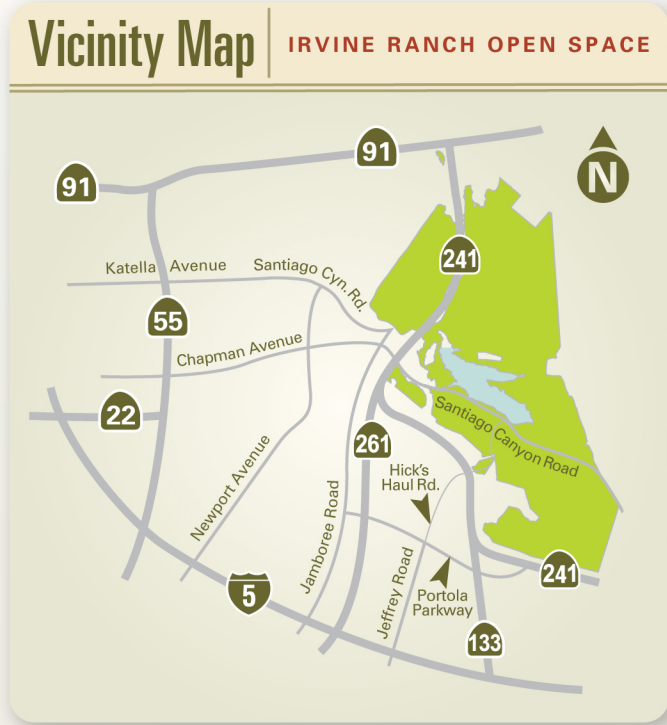 Vicinity Map
IRVINE RANCH OPEN SPACE
91
91
N
241
Katella Avenue
Santiago Cyn. Rd.
55
Chapman Avenue
22
Santiago Canyon Road
261
Newport Avenue
Hick's
Haul Rd.
Jamboree Road
Jeffrey Road
241
5
Portola
Parkway
133